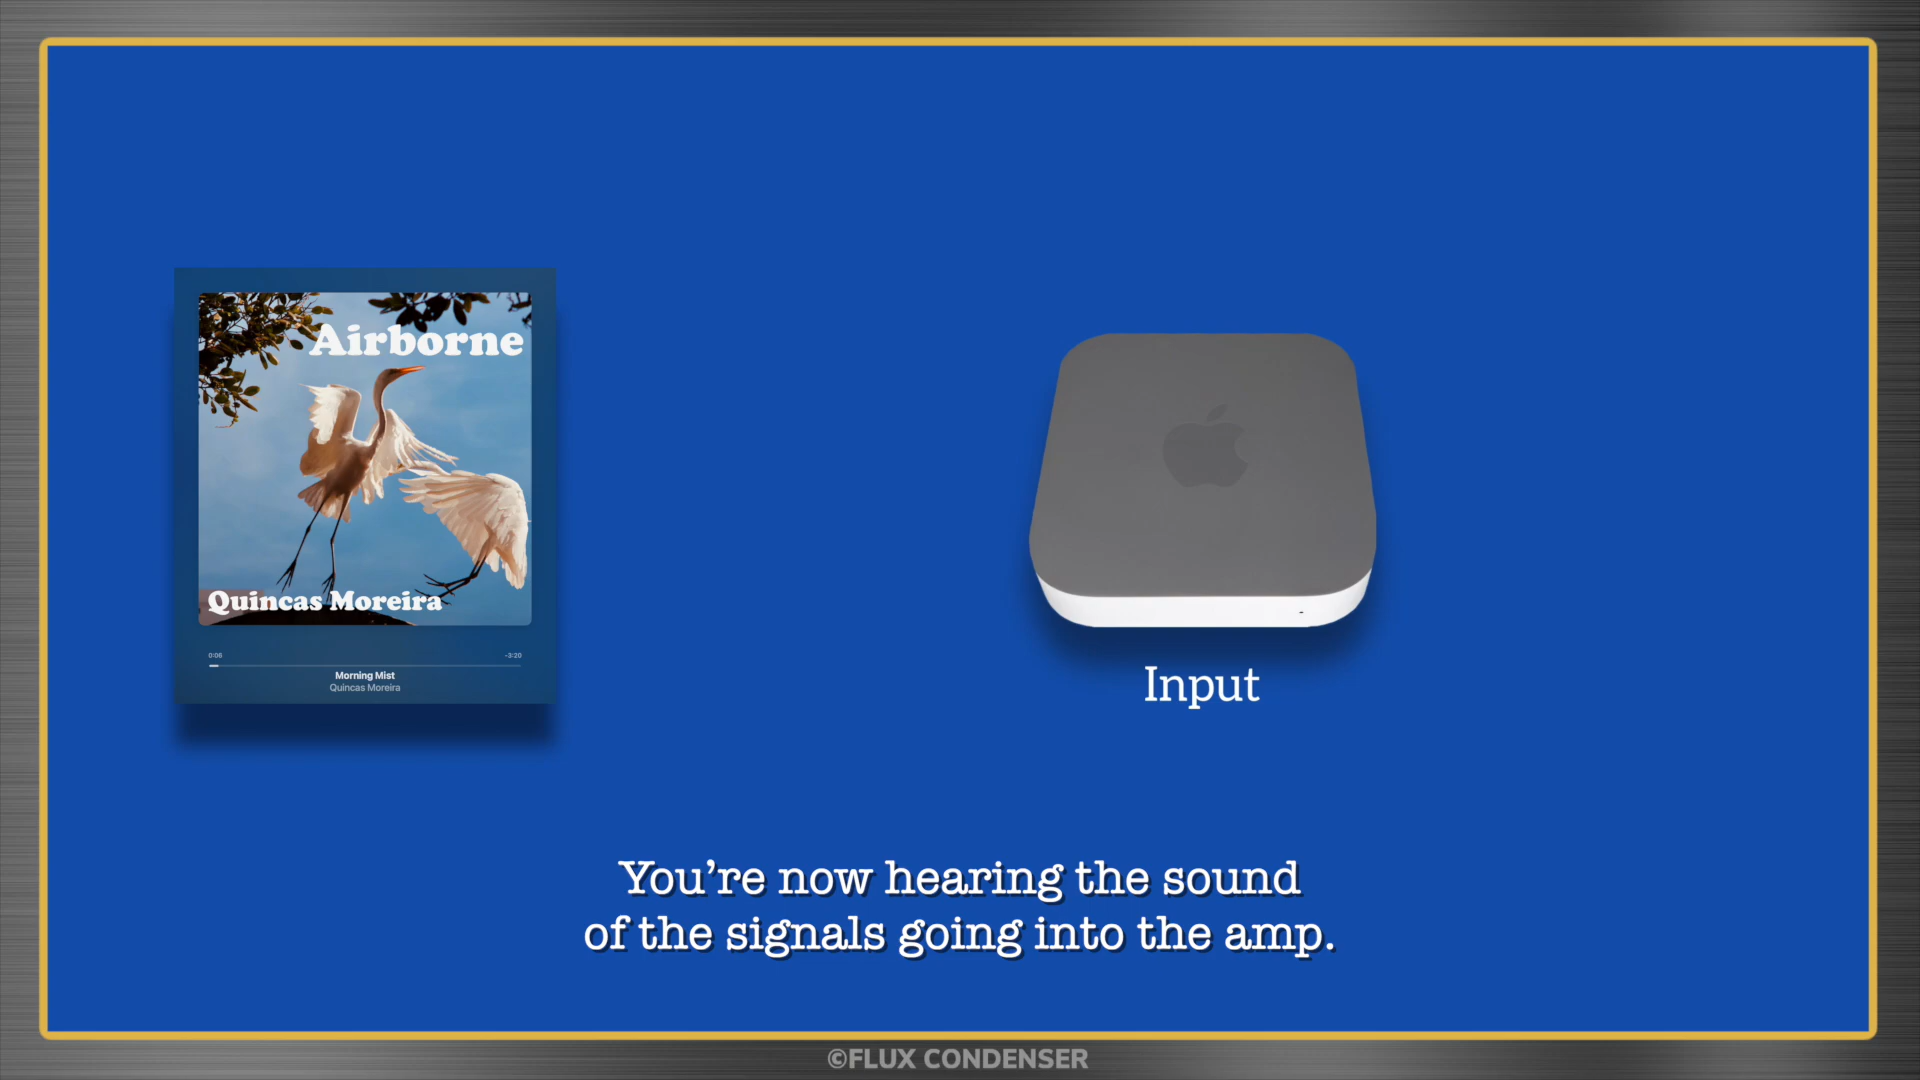 Airborne
Quincas Moreira
0:06
-3:20
Morning Mist
Quincas Moreira
Input
You’re now hearing the sound
of the signals going into the amp.
©FLUX CONDENSER